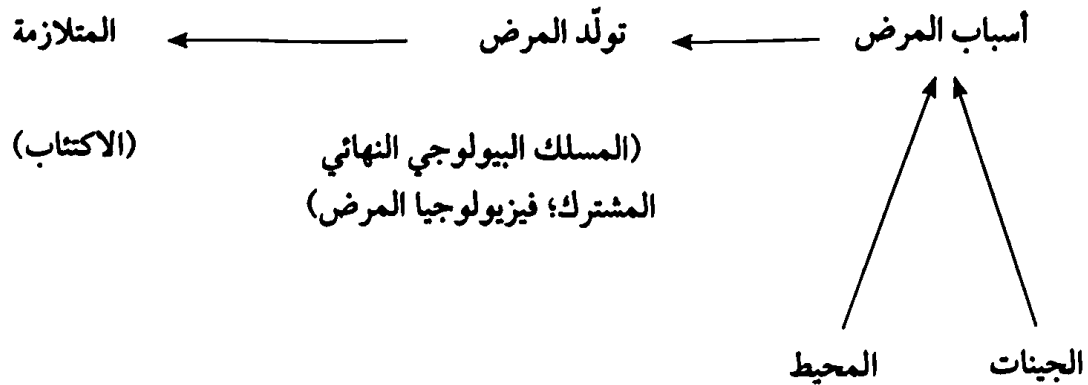 أسباب المرض
تولّد المرض
المتلازمة
(المسلك البيولوجي النهائي
المشترك؛ فيزيولوجيا المرض)
(الاكتئاب)
الجينات
المحيط